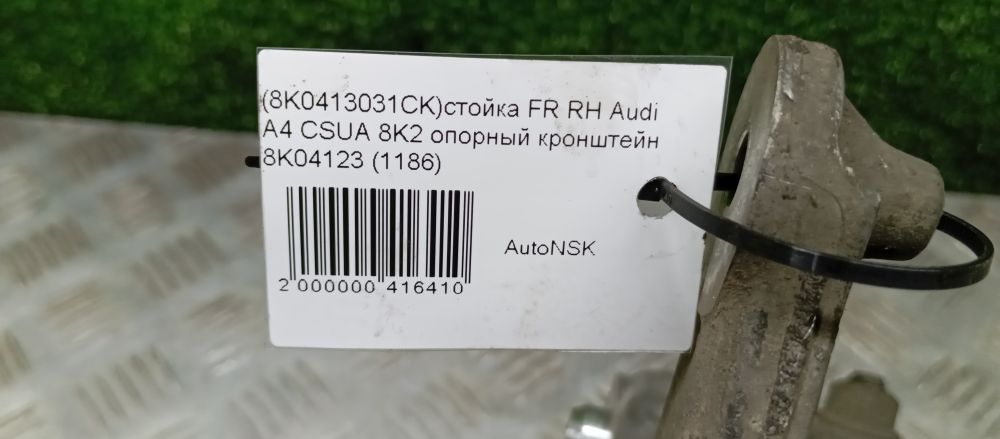 (8K0413031CK)стойка FR RH Audi
A4 CSUA 8K2 опорный кронштейн
8K04123 (1186)
AutoNSK
2 000000 416410